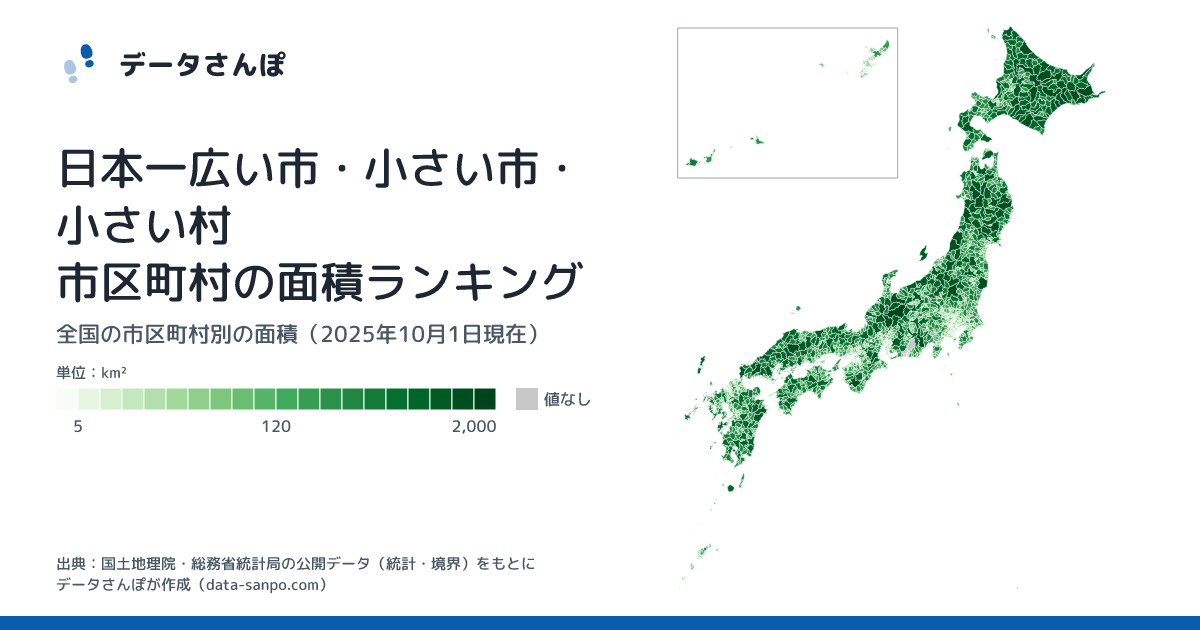 データさんぽ
日本一広い市・小さい市・
小さい村
市区町村の面積ランキング
全国の市区町村別の面積（2025年10月1日現在）
単位：km²
値なし
5 120 2,000
出典：国土地理院・総務省統計局の公開データ（統計・境界）をもとに
データさんぽが作成（data-sanpo.com）